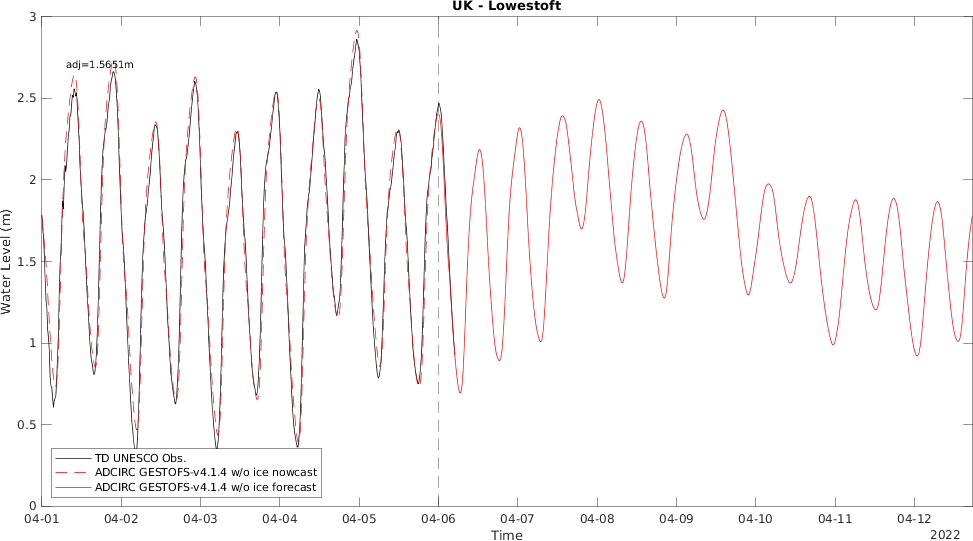 UK - Lowestoft
adj=1.5651m
Water Level (m)
3
2.5
2
1.5
1
0.5
0
TD UNESCO Obs.
ADCIRC GESTOFS-v4.1.4 w/o ice nowcast
ADCIRC GESTOFS-v4.1.4 w/o ice forecast
04-01 04-02 04-03 04-04 04-05 04-06 04-07 04-08 04-09 04-10 04-11 04-12
Time
2022